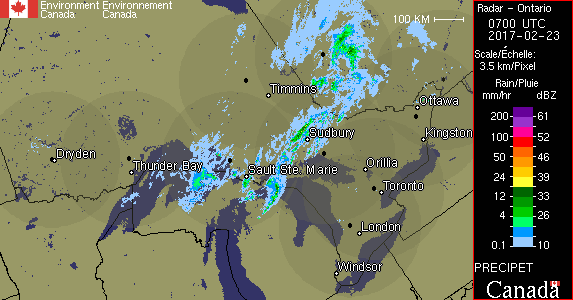 Environment Environnement
Canada Canada
100 KM
Timmins
Ottawa
Sudbury
Kingston
Dryden
Thunder Bay
Sault Ste. Marie
Orillia
Toronto
London
Windsor
Radar - Ontario
0700 UTC
2017-02-23
Scale/Échelle:
3.5 km/Pixel
Rain/Pluie
mm/hr dBZ
200 61
100 52
50 46
24 39
12 33
4 26
0.1 10
PRECIPET
Canada